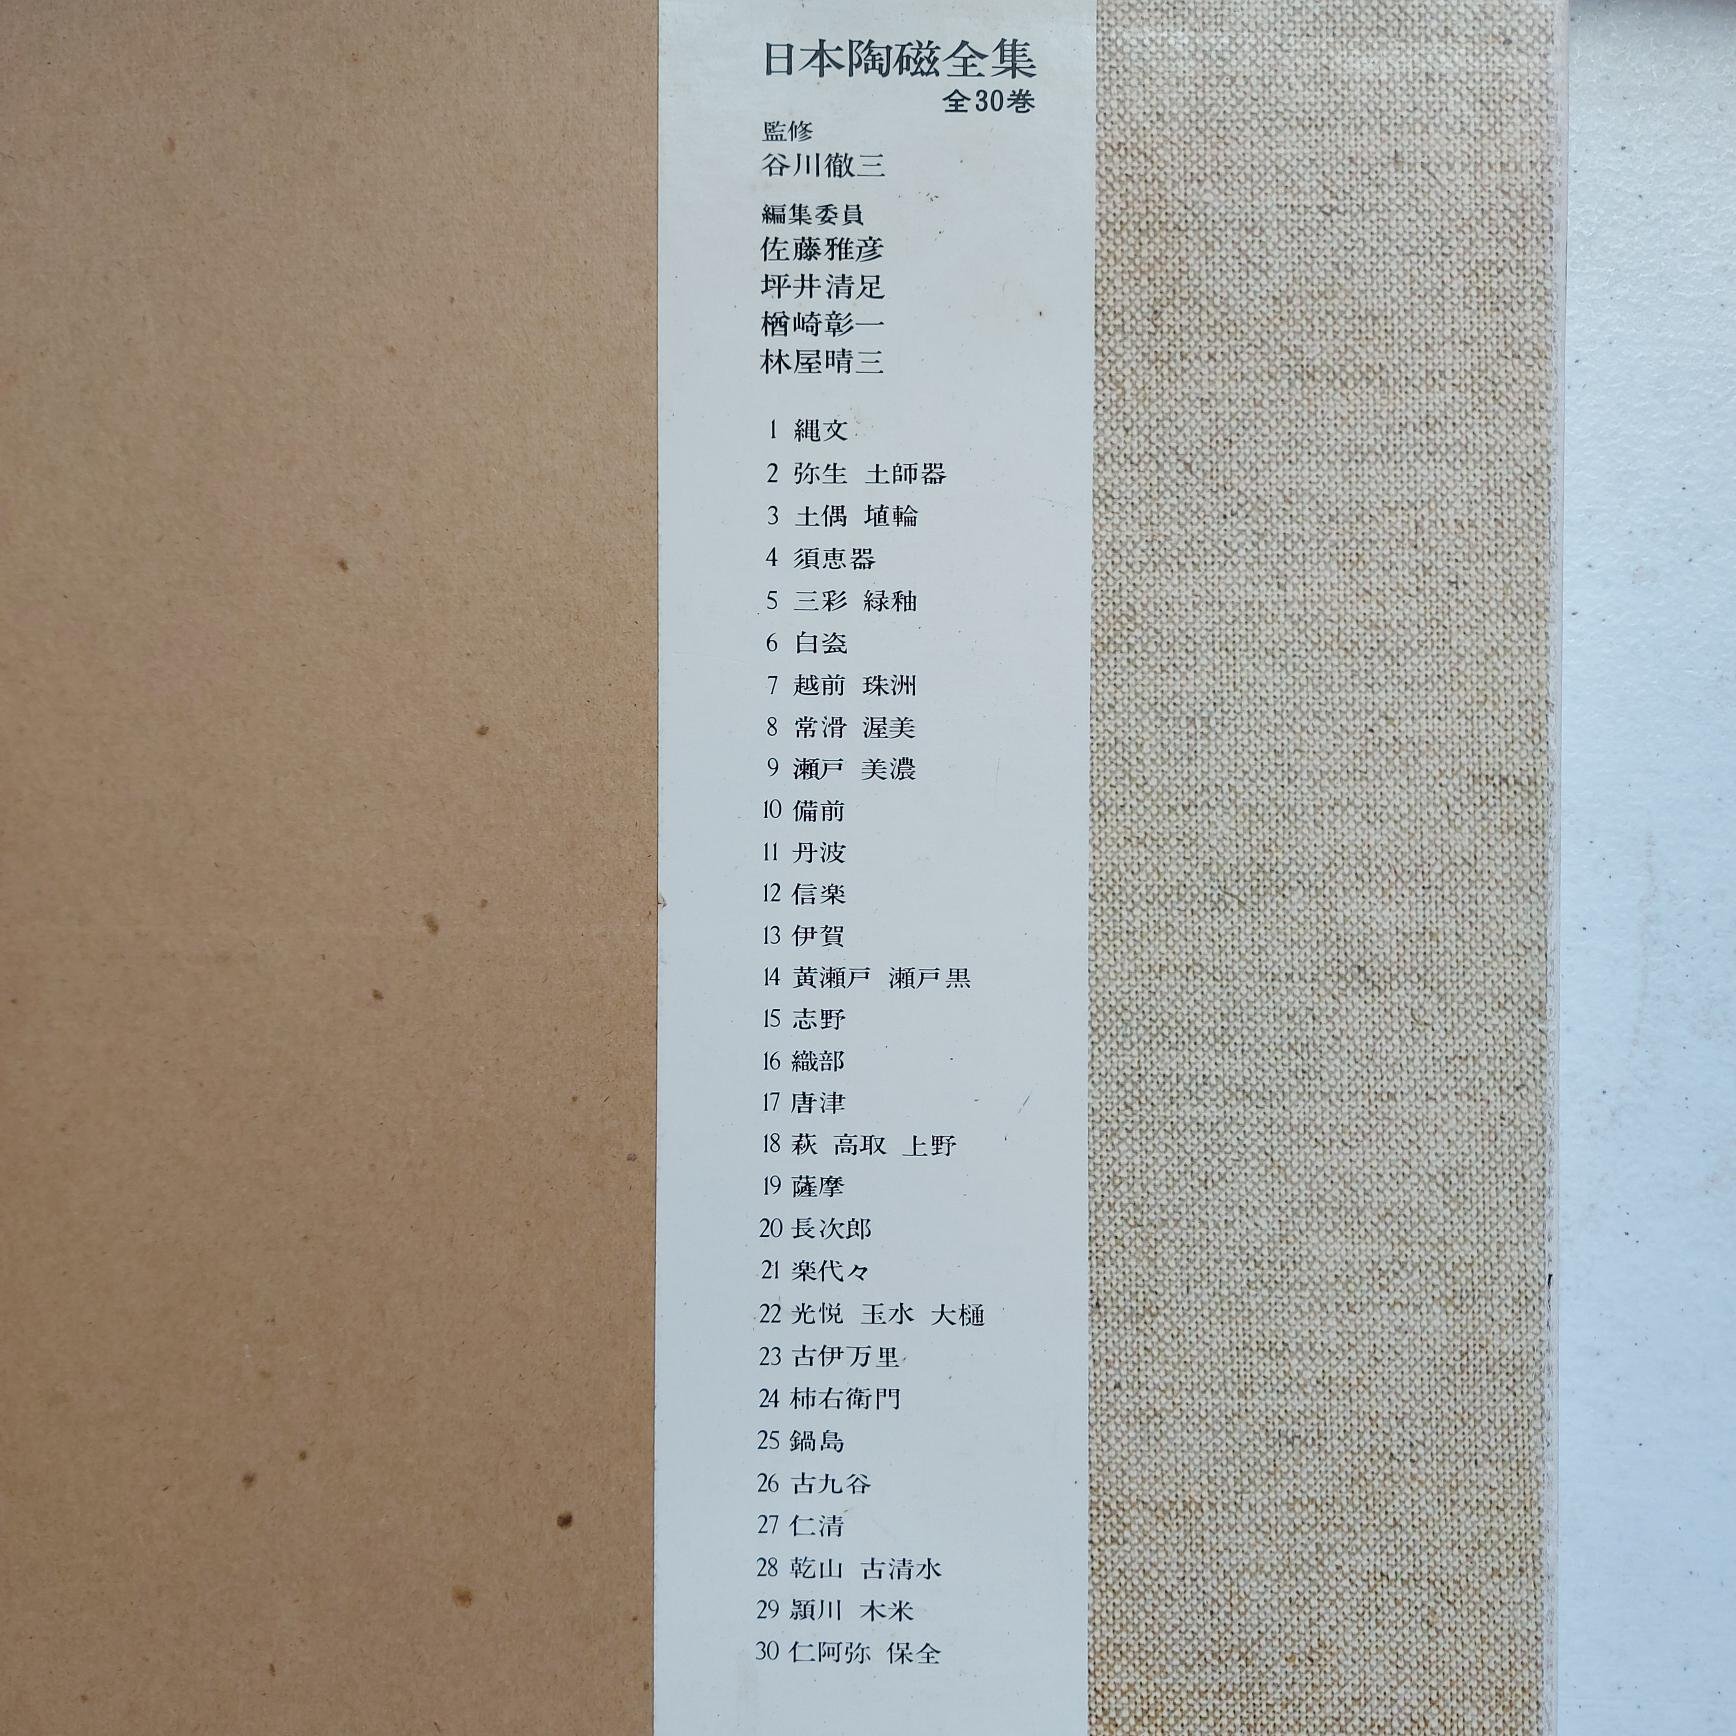 日本陶磁全集
全30巻
監修
谷川徹三
編集委員
佐藤雅彦
坪井清足
楢崎彰一
林屋晴三
1 縄文
2 弥生 土師器
3 土偶 埴輪
4 須恵器
5 三彩 緑釉
6 白瓷
7 越前 珠洲
8 常滑 渥美
9 瀬戸 美濃
10 備前
11 丹波
12 信楽
13 伊賀
14 黄瀬戸 瀬戸黒
15 志野
16 織部
17 唐津
18 萩 高取 上野
19 薩摩
20 長次郎
21 楽代々
22 光悦 玉水 大樋
23 古伊万里
24 柿右衛門
25 鍋島
26 古九谷
27 仁清
28 乾山 古清水
29 潁川 木米
30 仁阿弥 保全